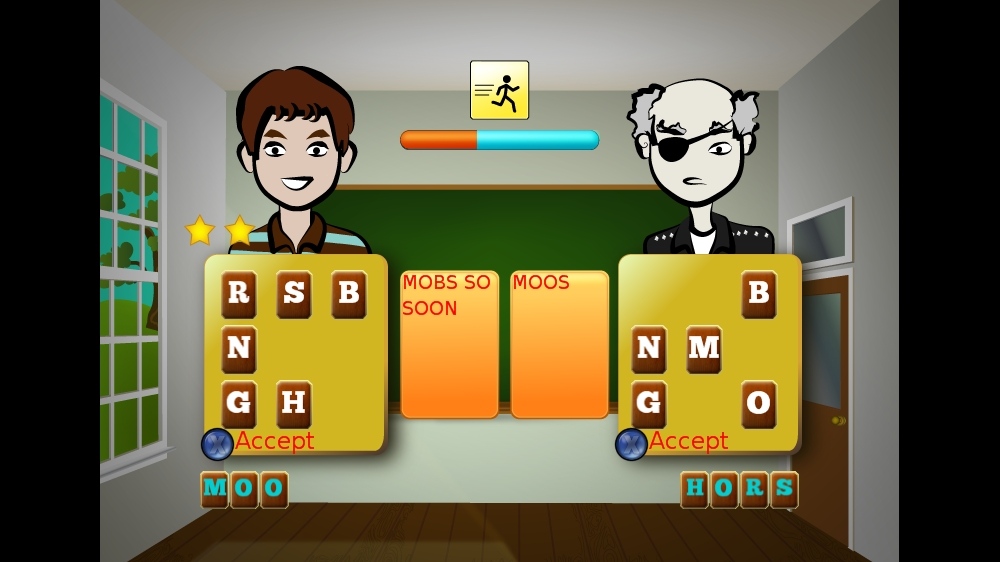 R S B
N
G H
Accept
MOO
MOBS SO
SOON
MOOS
B
N M
G O
Accept
HORS